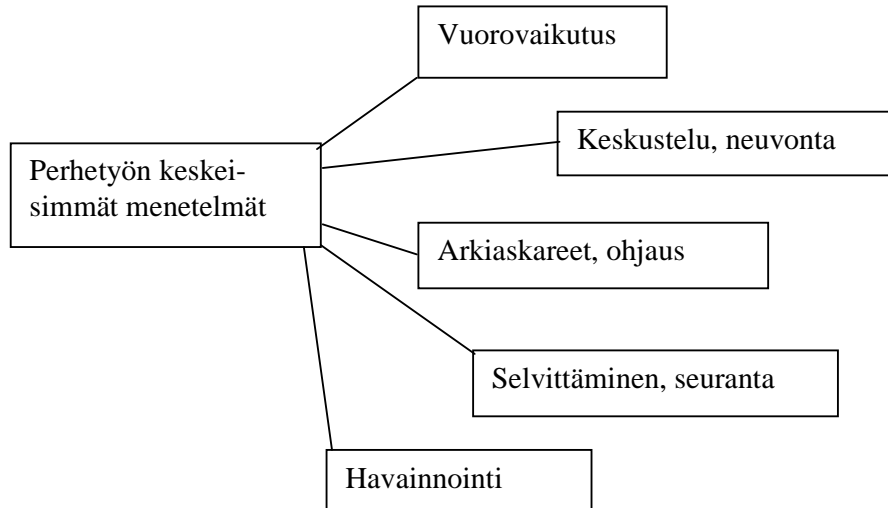 Vuorovaikutus
Keskustelu, neuvonta
Perhetyön keskei-
simmät menetelmät
Arkiaskareet, ohjaus
Selvittäminen, seuranta
Havainnointi